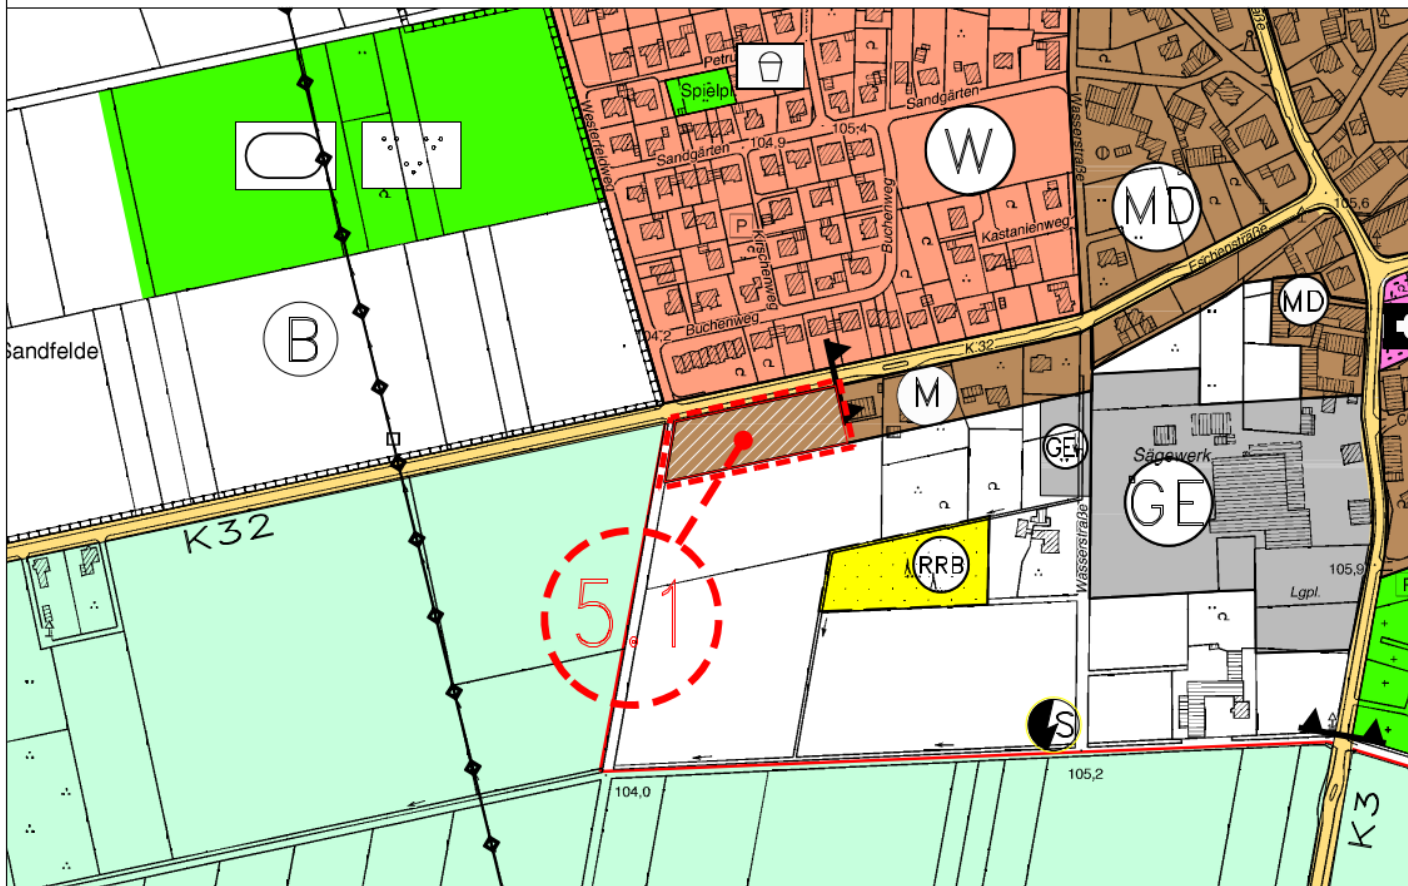 Petru
Spielpl
Sandgärten
Westerfeldweg
105,4
104,9
Sandgärten
W
Wasserstraße
MD
105,6
P
Kirschenweg
Buchenweg
Kastanienweg
Eschenstraße
B
MD
Sandfelde
104,2
Buchenweg
K.32
M
GE
Sägewerk
GE
K32
Wasserstraße
RRB
105,9
Lgpl.
5.1
S
104,0
105,2
K3